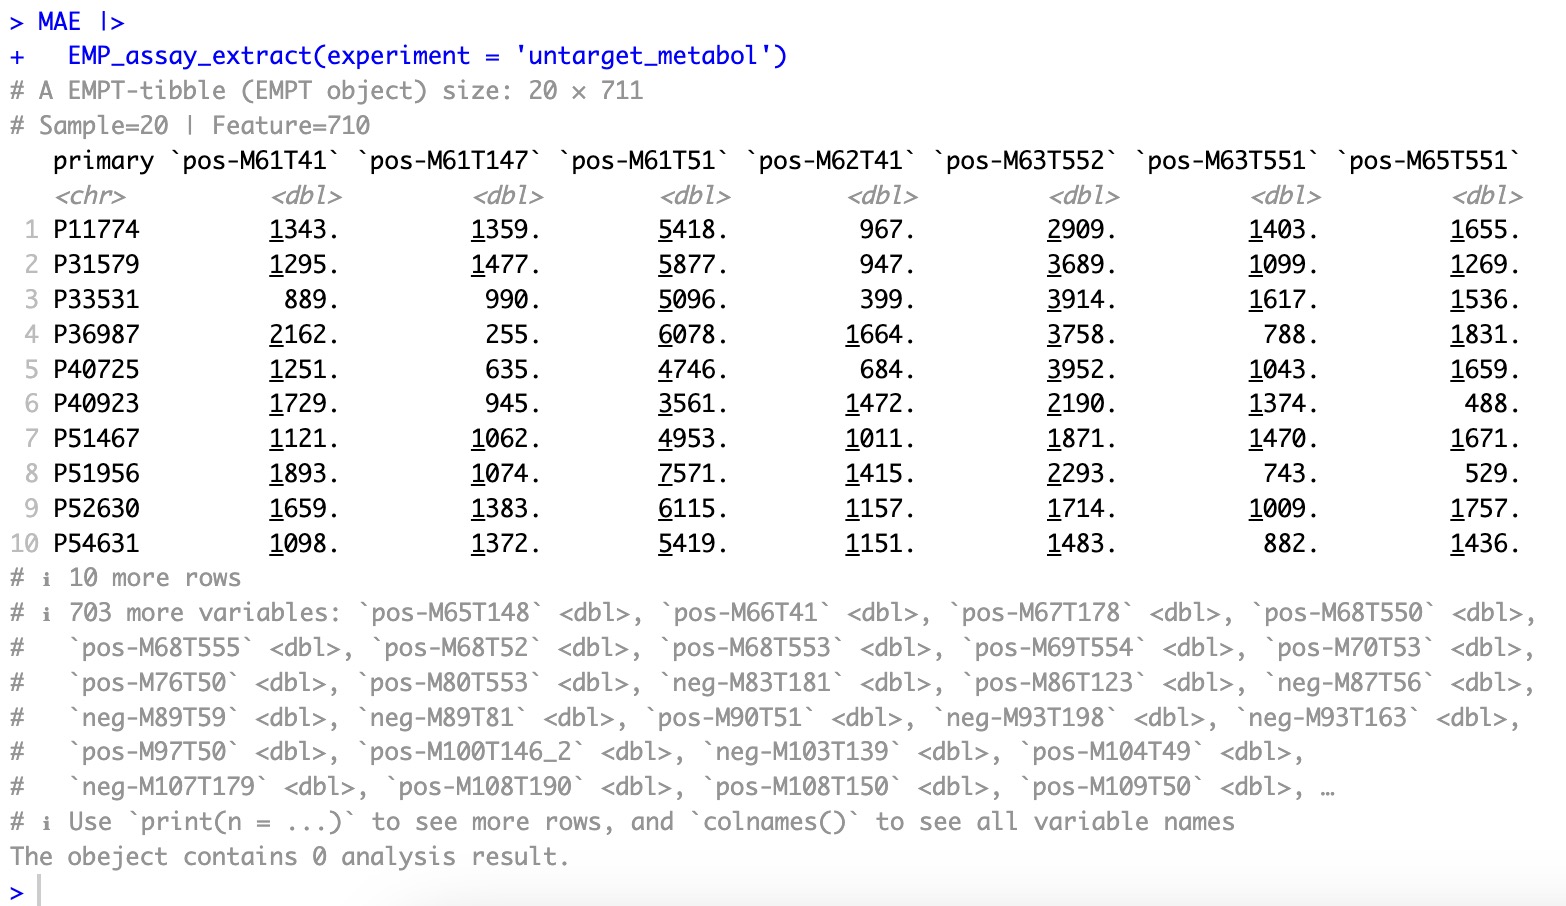 > MAE |>
+   EMP_assay_extract(experiment = 'untarget_metabol')
# A EMPT-tibble (EMPT object) size: 20 × 711
# Sample=20 | Feature=710
   primary `pos-M61T41` `pos-M61T147` `pos-M61T51` `pos-M62T41` `pos-M63T552` `pos-M63T551` `pos-M65T551`
   <chr>          <dbl>         <dbl>        <dbl>        <dbl>         <dbl>         <dbl>         <dbl>
 1 P11774         1343.         1359.        5418.         967.         2909.         1403.         1655.
 2 P31579         1295.         1477.        5877.         947.         3689.         1099.         1269.
 3 P33531          889.          990.        5096.         399.         3914.         1617.         1536.
 4 P36987         2162.          255.        6078.        1664.         3758.          788.         1831.
 5 P40725         1251.          635.        4746.         684.         3952.         1043.         1659.
 6 P40923         1729.          945.        3561.        1472.         2190.         1374.          488.
 7 P51467         1121.         1062.        4953.        1011.         1871.         1470.         1671.
 8 P51956         1893.         1074.        7571.        1415.         2293.          743.          529.
 9 P52630         1659.         1383.        6115.        1157.         1714.         1009.         1757.
10 P54631         1098.         1372.        5419.        1151.         1483.          882.         1436.
# ℹ 10 more rows
# ℹ 703 more variables: `pos-M65T148` <dbl>, `pos-M66T41` <dbl>, `pos-M67T178` <dbl>, `pos-M68T550` <dbl>,
#   `pos-M68T555` <dbl>, `pos-M68T52` <dbl>, `pos-M68T553` <dbl>, `pos-M69T554` <dbl>, `pos-M70T53` <dbl>,
#   `pos-M76T50` <dbl>, `pos-M80T553` <dbl>, `neg-M83T181` <dbl>, `pos-M86T123` <dbl>, `neg-M87T56` <dbl>,
#   `neg-M89T59` <dbl>, `neg-M89T81` <dbl>, `pos-M90T51` <dbl>, `neg-M93T198` <dbl>, `neg-M93T163` <dbl>,
#   `pos-M97T50` <dbl>, `pos-M100T146_2` <dbl>, `neg-M103T139` <dbl>, `pos-M104T49` <dbl>,
#   `neg-M107T179` <dbl>, `pos-M108T190` <dbl>, `pos-M108T150` <dbl>, `pos-M109T50` <dbl>, …
# ℹ Use `print(n = ...)` to see more rows, and `colnames()` to see all variable names
The obeject contains 0 analysis result.
>